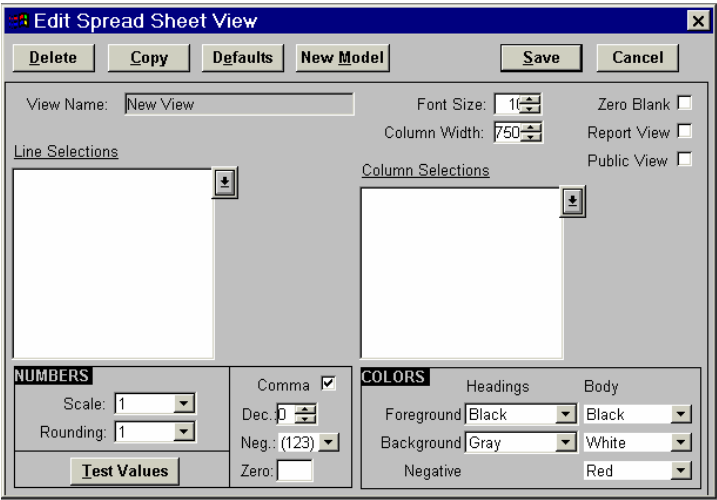 Edit Spread Sheet View
Delete Copy Defaults New Model Save Cancel
View Name: New View Font Size: 10 Zero Blank
Column Width: 750 Report View
Public View
Line Selections
Column Selections
NUMBERS
Scale: 1
Rounding: 1
Test Values
Comma
Dec.: 0
Neg.: (123)
Zero:
COLORS
Headings Body
Foreground Black Black
Background Gray White
Negative Red